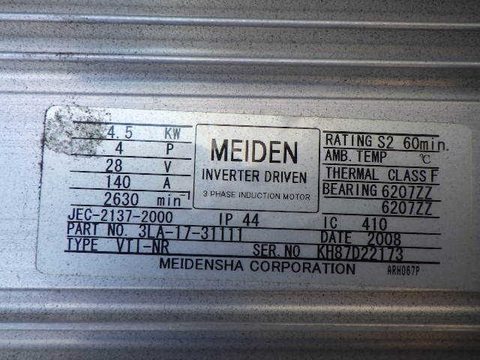 4.5 KW
4 P
28 V
140 A
2630 min⁻¹
MEIDEN
INVERTER DRIVEN
3 PHASE INDUCTION MOTOR
RATING S2 60min.
AMB. TEMP ℃
THERMAL CLASS F
BEARING 6207ZZ
6207ZZ
JEC-2137-2000 IP 44 IC 410
PART NO. 3LA-17-31111 DATE 2008
TYPE VTI-NR SER. NO KH87D22173
MEIDENSHA CORPORATION ARH067P